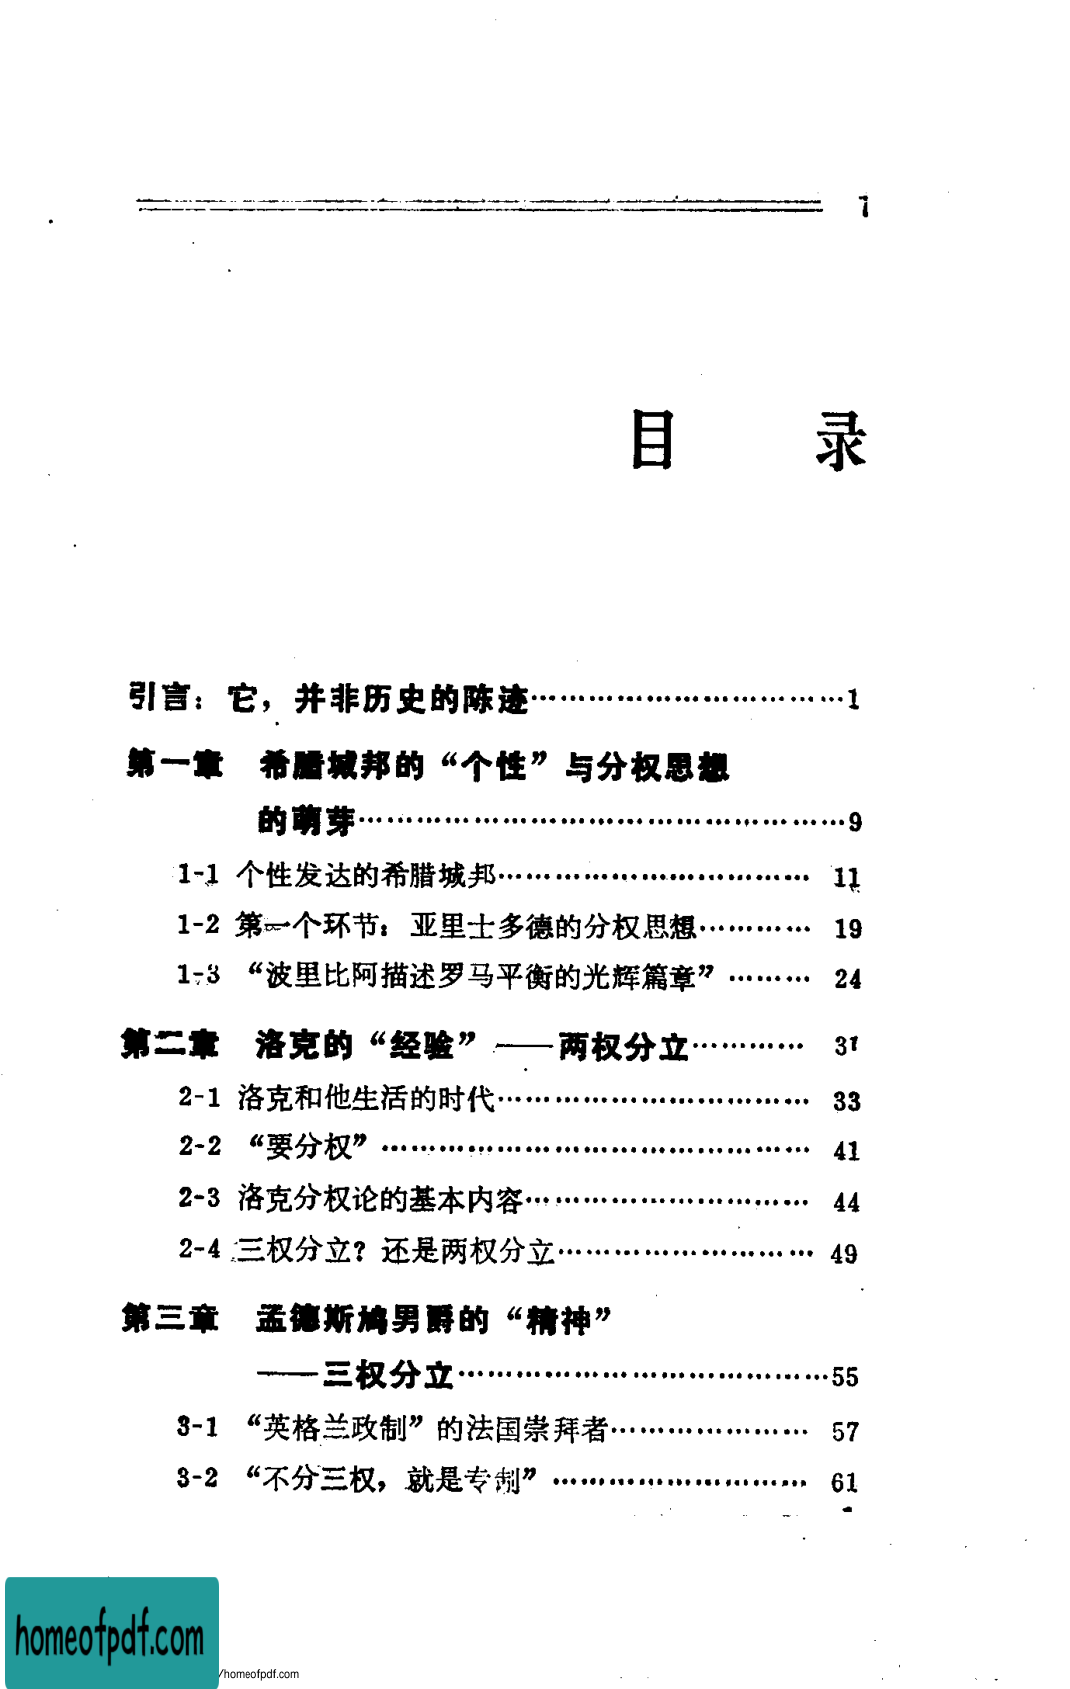 1
目 录
引言：它，并非历史的陈迹……………………………1
第一章 希腊城邦的“个性”与分权思想
的萌芽……………………………………………9
1-1 个性发达的希腊城邦…………………………… 11
1-2 第一个环节：亚里士多德的分权思想………… 19
1-3 “波里比阿描述罗马平衡的光辉篇章” ……… 24
第二章 洛克的“经验”——两权分立………… 31
2-1 洛克和他生活的时代…………………………… 33
2-2 “要分权” ……………………………………… 41
2-3 洛克分权论的基本内容………………………… 44
2-4 三权分立？还是两权分立……………………… 49
第三章 孟德斯鸠男爵的“精神”
——三权分立…………………………………55
3-1 “英格兰政制”的法国崇拜者………………… 57
3-2 “不分三权，就是专制” ……………………… 61
homeofpdf.com
/homeofpdf.com